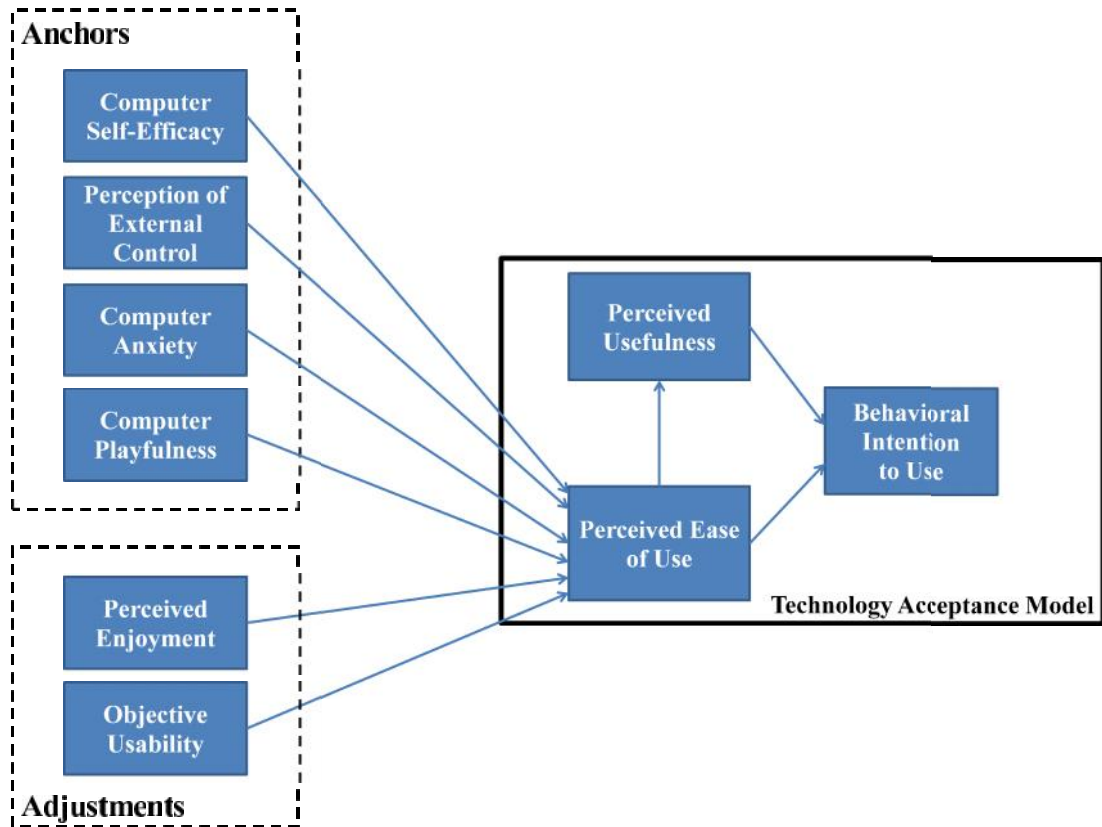 Anchors
Computer
Self-Efficacy
Perception of
External
Control
Computer
Anxiety
Computer
Playfulness
Perceived
Enjoyment
Objective
Usability
Adjustments
Perceived
Usefulness
Behavioral
Intention
to Use
Perceived Ease
of Use
Technology Acceptance Model